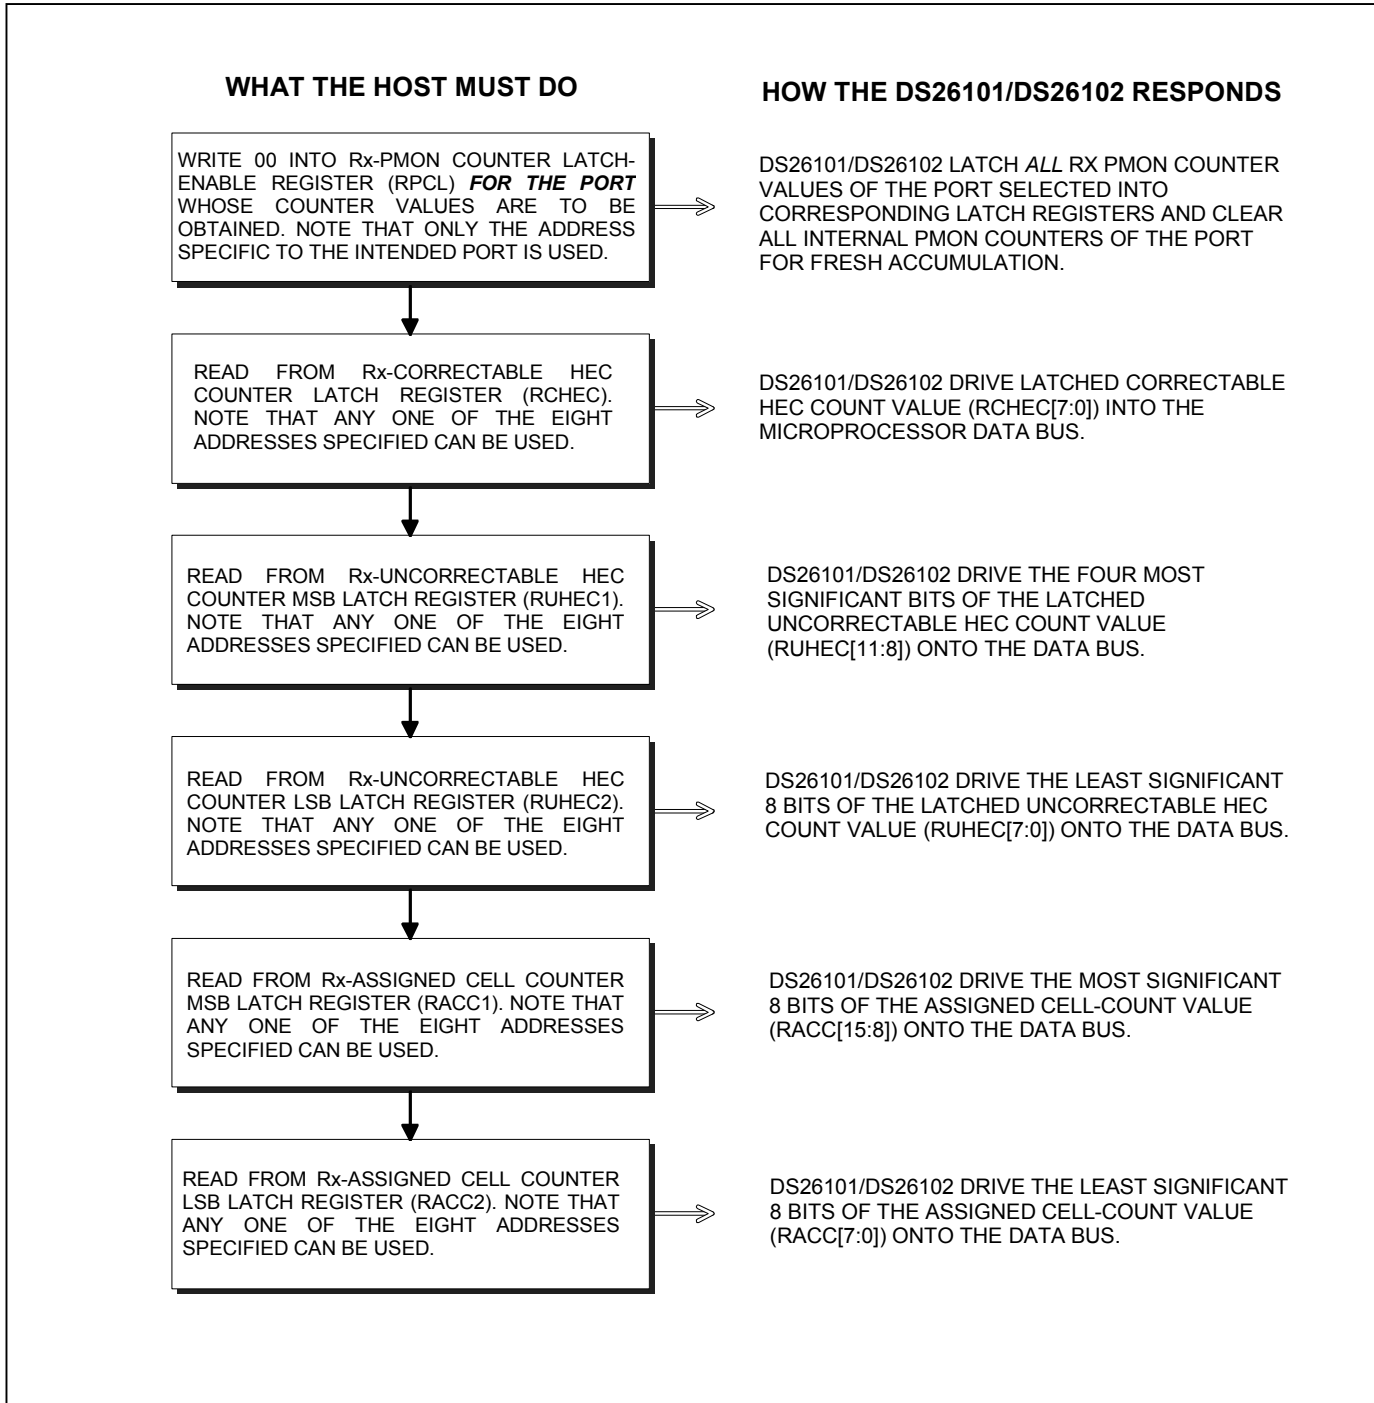 WHAT THE HOST MUST DO
HOW THE DS26101/DS26102 RESPONDS
WRITE 00 INTO Rx-PMON COUNTER LATCH-
ENABLE REGISTER (RPCL) FOR THE PORT
WHOSE COUNTER VALUES ARE TO BE
OBTAINED. NOTE THAT ONLY THE ADDRESS
SPECIFIC TO THE INTENDED PORT IS USED.
DS26101/DS26102 LATCH ALL RX PMON COUNTER
VALUES OF THE PORT SELECTED INTO
CORRESPONDING LATCH REGISTERS AND CLEAR
ALL INTERNAL PMON COUNTERS OF THE PORT
FOR FRESH ACCUMULATION.
READ FROM Rx-CORRECTABLE HEC
COUNTER LATCH REGISTER (RCHEC).
NOTE THAT ANY ONE OF THE EIGHT
ADDRESSES SPECIFIED CAN BE USED.
DS26101/DS26102 DRIVE LATCHED CORRECTABLE
HEC COUNT VALUE (RCHEC[7:0]) INTO THE
MICROPROCESSOR DATA BUS.
READ FROM Rx-UNCORRECTABLE HEC
COUNTER MSB LATCH REGISTER (RUHEC1).
NOTE THAT ANY ONE OF THE EIGHT
ADDRESSES SPECIFIED CAN BE USED.
DS26101/DS26102 DRIVE THE FOUR MOST
SIGNIFICANT BITS OF THE LATCHED
UNCORRECTABLE HEC COUNT VALUE
(RUHEC[11:8]) ONTO THE DATA BUS.
READ FROM Rx-UNCORRECTABLE HEC
COUNTER LSB LATCH REGISTER (RUHEC2).
NOTE THAT ANY ONE OF THE EIGHT
ADDRESSES SPECIFIED CAN BE USED.
DS26101/DS26102 DRIVE THE LEAST SIGNIFICANT
8 BITS OF THE LATCHED UNCORRECTABLE HEC
COUNT VALUE (RUHEC[7:0]) ONTO THE DATA BUS.
READ FROM Rx-ASSIGNED CELL COUNTER
MSB LATCH REGISTER (RACC1). NOTE THAT
ANY ONE OF THE EIGHT ADDRESSES
SPECIFIED CAN BE USED.
DS26101/DS26102 DRIVE THE MOST SIGNIFICANT
8 BITS OF THE ASSIGNED CELL-COUNT VALUE
(RACC[15:8]) ONTO THE DATA BUS.
READ FROM Rx-ASSIGNED CELL COUNTER
LSB LATCH REGISTER (RACC2). NOTE THAT
ANY ONE OF THE EIGHT ADDRESSES
SPECIFIED CAN BE USED.
DS26101/DS26102 DRIVE THE LEAST SIGNIFICANT
8 BITS OF THE ASSIGNED CELL-COUNT VALUE
(RACC[7:0]) ONTO THE DATA BUS.